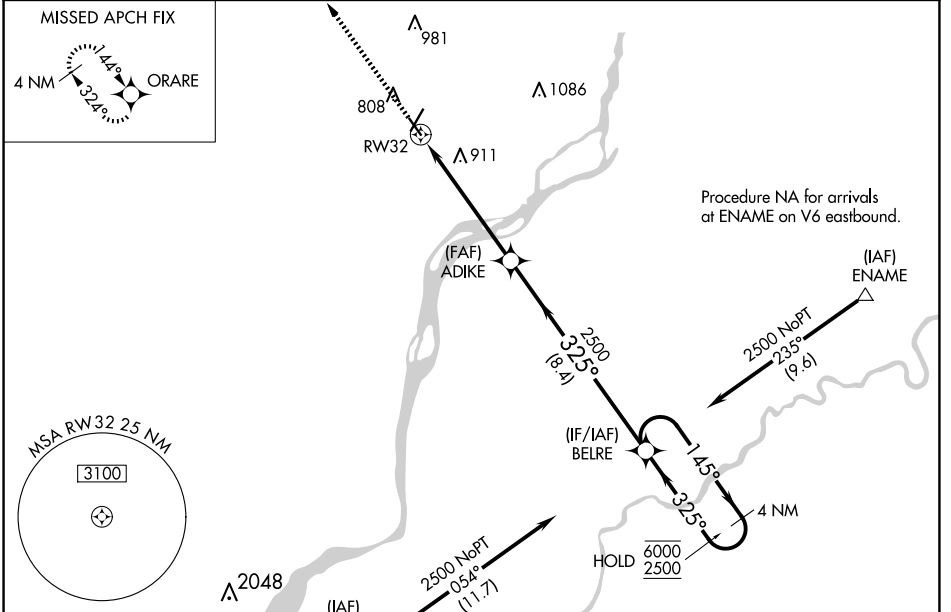 MISSED APCH FIX
144°
4 NM
ORARE
324°
981
808
1086
RW32
911
Procedure NA for arrivals
at ENAME on V6 eastbound.
(FAF)
ADIKE
(IAF)
ENAME
2500
325°
(8.4)
2500 NoPT
235°
(9.6)
(IF/IAF)
BELRE
145°
325°
4 NM
HOLD
6000
2500
MSA RW32 25 NM
3100
2048
2500 NoPT
054°
(11.7)
(IAF)